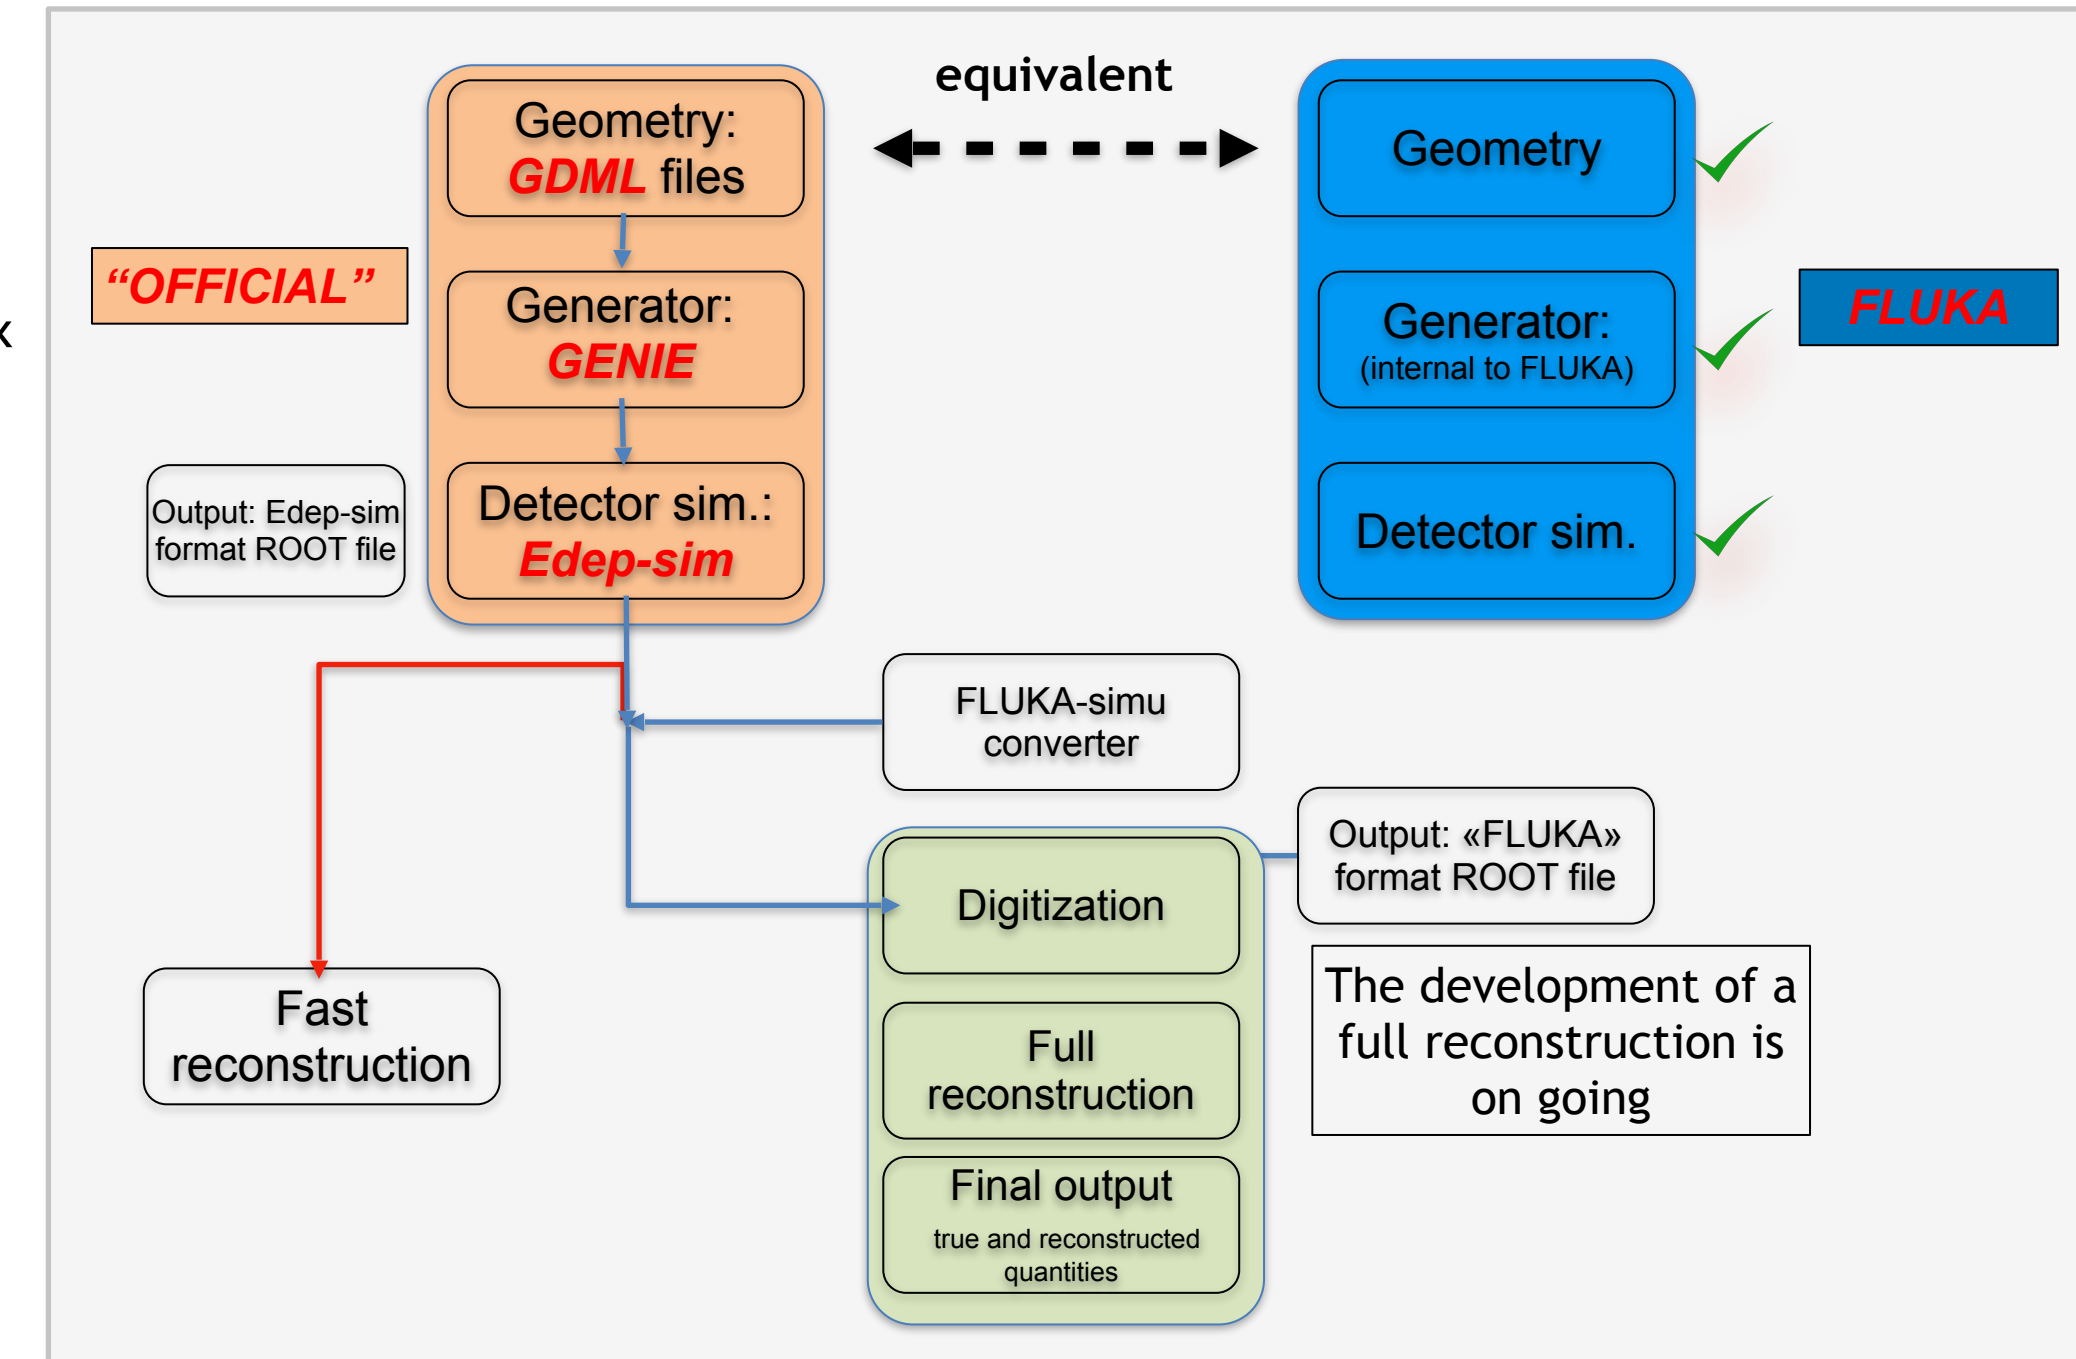 equivalent
Geometry:
GDML files
Geometry
"OFFICIAL"
Generator:
GENIE
Generator:
(internal to FLUKA)
FLUKA
x
Output: Edep-sim
format ROOT file
Detector sim.:
Edep-sim
Detector sim.
FLUKA-simu
converter
Output: «FLUKA»
format ROOT file
Digitization
The development of a
full reconstruction is
on going
Fast
reconstruction
Full
reconstruction
Final output
true and reconstructed
quantities